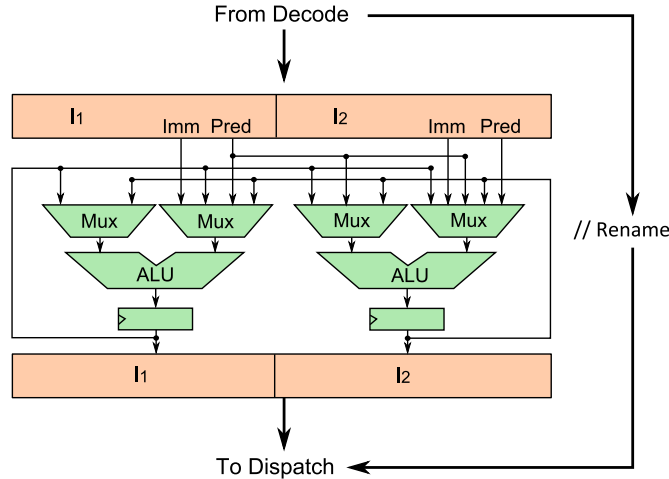 From Decode
I1 I2
Imm Pred Imm Pred
Mux Mux Mux Mux
// Rename
ALU ALU
I1 I2
To Dispatch